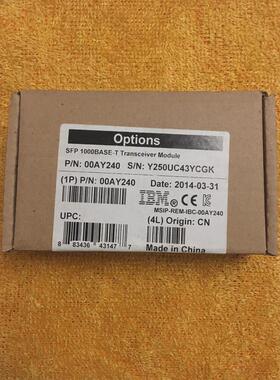 Options
SFP 1000BASE-T Transceiver Module
P/N: 00AY240 S/N: Y250UC43YCGK
(1P) P/N: 00AY240 Date: 2014-03-31
IBM® CE
MSIP-REM-IBC-00AY240
UPC: (4L) Origin: CN
8 83436 43147 7 Made in China